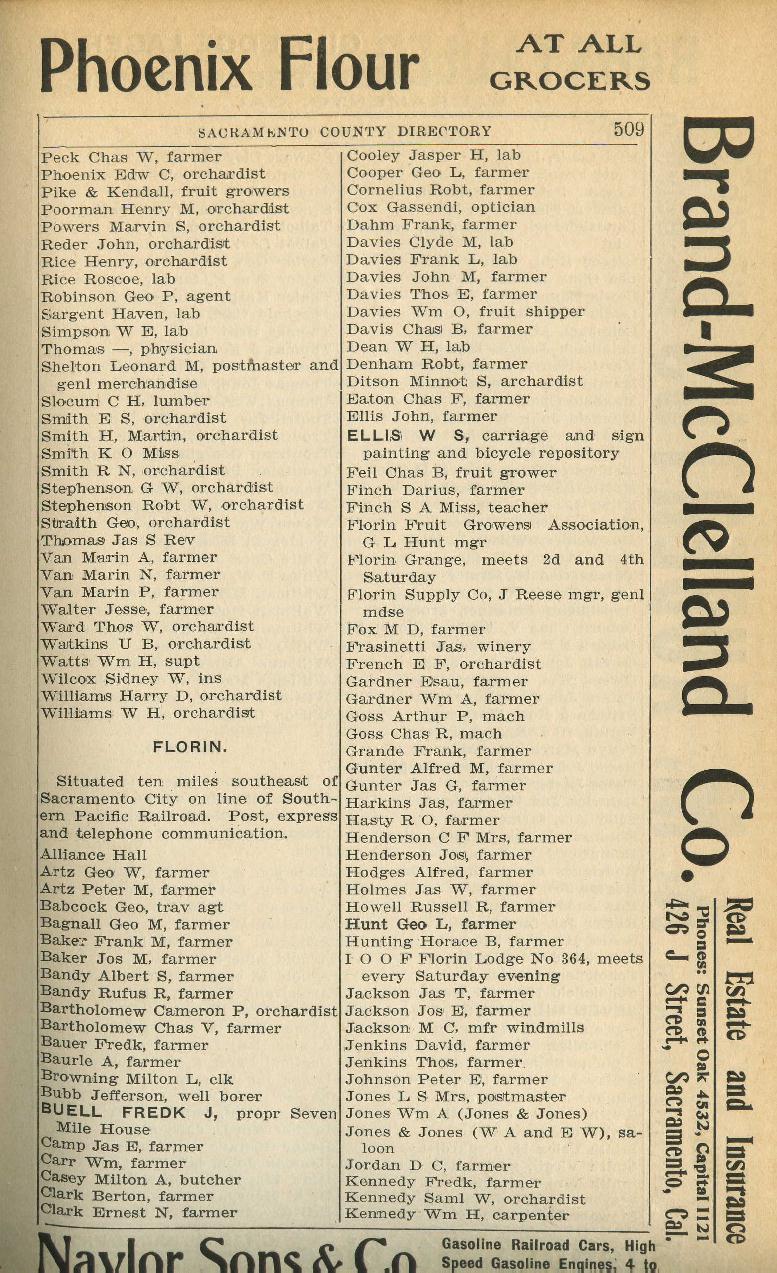 Phoenix Flour
AT ALL
GROCERS
SACRAMENTO COUNTY DIRECTORY 509
Peck Chas W, farmer
Phoenix Edw C, orchardist
Pike & Kendall, fruit growers
Poorman Henry M, orchardist
Powers Marvin S, orchardist
Reder John, orchardist
Rice Henry, orchardist
Rice Roscoe, lab
Robinson Geo P, agent
Sargent Haven, lab
Simpson W E, lab
Thomas —, physician
Shelton Leonard M, postmaster and
genl merchandise
Slocum C H, lumber
Smith E S, orchardist
Smith H, Martin, orchardist
Smith K O Miss
Smith R N, orchardist
Stephenson G W, orchardist
Stephenson Robt W, orchardist
Straith Geo, orchardist
Thomas Jas S Rev
Van Marin A, farmer
Van Marin N, farmer
Van Marin P, farmer
Walter Jesse, farmer
Ward Thos W, orchardist
Watkins U B, orchardist
Watts Wm H, supt
Wilcox Sidney W, ins
Williams Harry D, orchardist
Williams W H, orchardist
FLORIN.
Situated ten miles southeast of
Sacramento City on line of South-
ern Pacific Railroad. Post, express
and telephone communication.
Alliance Hall
Artz Geo W, farmer
Artz Peter M, farmer
Babcock Geo, trav agt
Bagnall Geo M, farmer
Baker Frank M, farmer
Baker Jos M, farmer
Bandy Albert S, farmer
Bandy Rufus R, farmer
Bartholomew Cameron P, orchardist
Bartholomew Chas V, farmer
Bauer Fredk, farmer
Baurle A, farmer
Browning Milton L, clk
Bubb Jefferson, well borer
BUELL FREDK J, propr Seven
Mile House
Camp Jas E, farmer
Carr Wm, farmer
Casey Milton A, butcher
Clark Berton, farmer
Clark Ernest N, farmer
Cooley Jasper H, lab
Cooper Geo L, farmer
Cornelius Robt, farmer
Cox Gassendi, optician
Dahm Frank, farmer
Davies Clyde M, lab
Davies Frank L, lab
Davies John M, farmer
Davies Thos E, farmer
Davies Wm O, fruit shipper
Davis Chas B, farmer
Dean W H, lab
Denham Robt, farmer
Ditson Minnot S, archardist
Eaton Chas F, farmer
Ellis John, farmer
ELLIS W S, carriage and sign
painting and bicycle repository
Feil Chas B, fruit grower
Finch Darius, farmer
Finch S A Miss, teacher
Florin Fruit Growers Association,
G L Hunt mgr
Florin Grange, meets 2d and 4th
Saturday
Florin Supply Co, J Reese mgr, genl
mdse
Fox M D, farmer
Frasinetti Jas, winery
French E F, orchardist
Gardner Esau, farmer
Gardner Wm A, farmer
Goss Arthur P, mach
Goss Chas R, mach
Grande Frank, farmer
Gunter Alfred M, farmer
Gunter Jas G, farmer
Harkins Jas, farmer
Hasty R O, farmer
Henderson C F Mrs, farmer
Henderson Jos, farmer
Hodges Alfred, farmer
Holmes Jas W, farmer
Howell Russell R, farmer
Hunt Geo L, farmer
Hunting Horace B, farmer
I O O F Florin Lodge No 364, meets
every Saturday evening
Jackson Jas T, farmer
Jackson Jos E, farmer
Jackson M C, mfr windmills
Jenkins David, farmer
Jenkins Thos, farmer
Johnson Peter E, farmer
Jones L S Mrs, postmaster
Jones Wm A (Jones & Jones)
Jones & Jones (W A and E W), sa-
loon
Jordan D C, farmer
Kennedy Fredk, farmer
Kennedy Saml W, orchardist
Kennedy Wm H, carpenter
Brand-McClelland Co.
Real Estate and Insurance
Phones: Sunset Oak 4532, Capital 1121
426 J Street, Sacramento, Cal.
Naylor Sons & Co
Gasoline Railroad Cars, High
Speed Gasoline Engines, 4 to